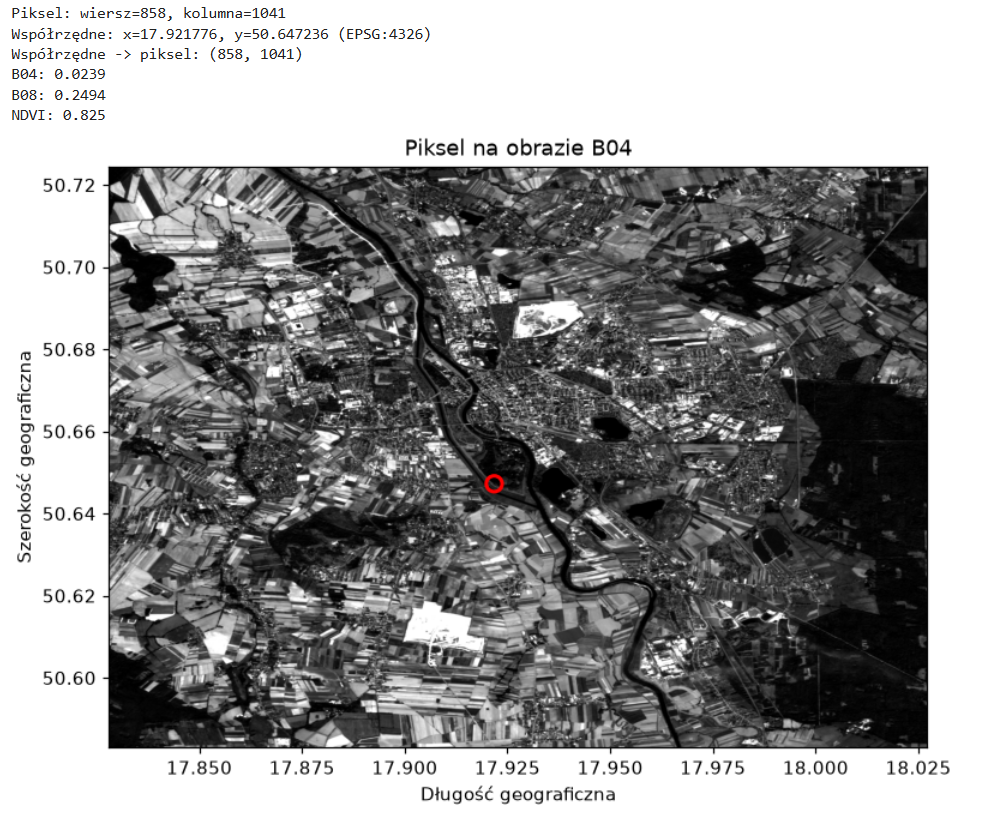 Piksel: wiersz=858, kolumna=1041
Współrzędne: x=17.921776, y=50.647236 (EPSG:4326)
Współrzędne -> piksel: (858, 1041)
B04: 0.0239
B08: 0.2494
NDVI: 0.825
Piksel na obrazie B04
50.72
50.70
50.68
50.66
50.64
50.62
50.60
Szerokość geograficzna
17.850 17.875 17.900 17.925 17.950 17.975 18.000 18.025
Długość geograficzna